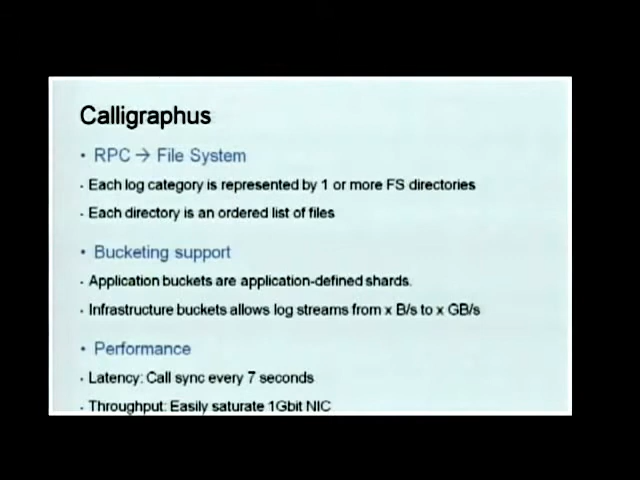 Calligraphus
• RPC → File System
· Each log category is represented by 1 or more FS directories
· Each directory is an ordered list of files
• Bucketing support
· Application buckets are application-defined shards.
· Infrastructure buckets allows log streams from x B/s to x GB/s
• Performance
· Latency: Call sync every 7 seconds
· Throughput: Easily saturate 1Gbit NIC